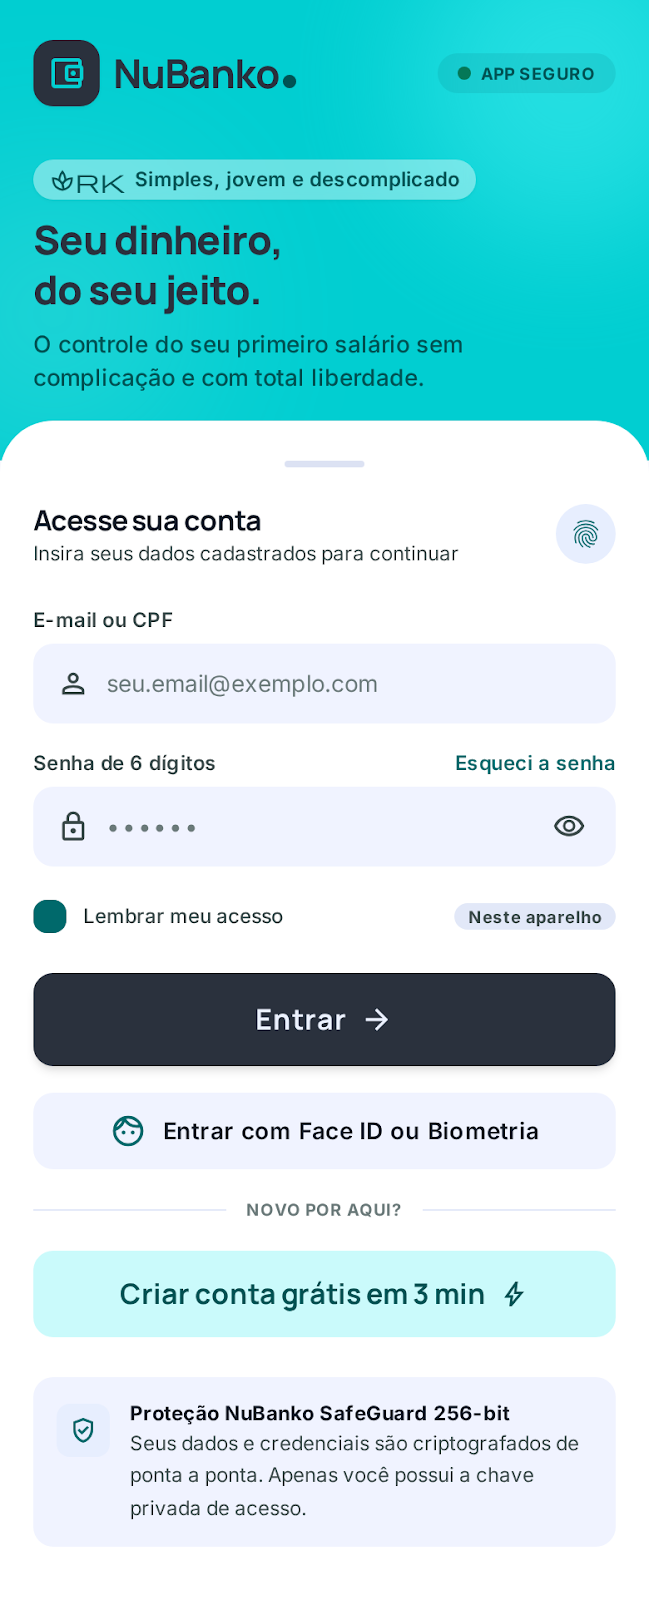 NuBanko
APP SEGURO
RK Simples, jovem e descomplicado
Seu dinheiro,
do seu jeito.
O controle do seu primeiro salário sem
complicação e com total liberdade.
Acesse sua conta
Insira seus dados cadastrados para continuar
E-mail ou CPF
seu.email@exemplo.com
Senha de 6 dígitos
Esqueci a senha
••••••
Lembrar meu acesso
Neste aparelho
Entrar →
Entrar com Face ID ou Biometria
NOVO POR AQUI?
Criar conta grátis em 3 min
Proteção NuBanko SafeGuard 256-bit
Seus dados e credenciais são criptografados de
ponta a ponta. Apenas você possui a chave
privada de acesso.